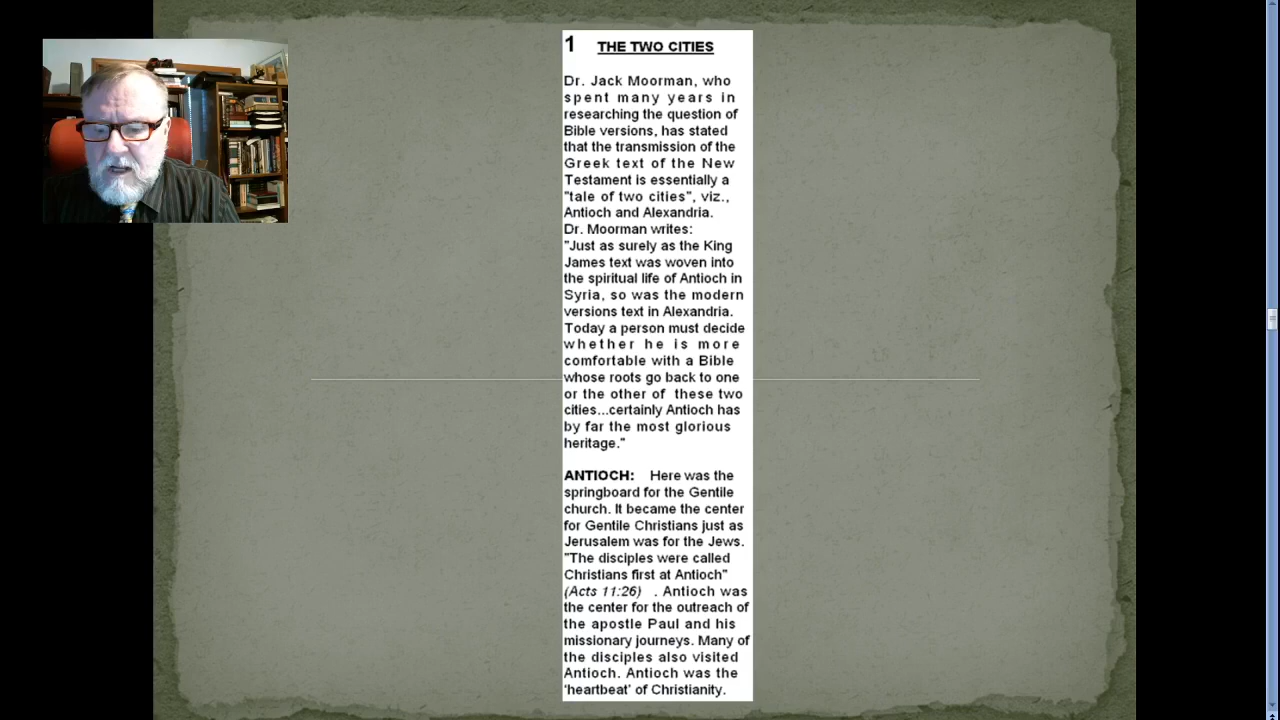 1 THE TWO CITIES
Dr. Jack Moorman, who
spent many years in
researching the question of
Bible versions, has stated
that the transmission of the
Greek text of the New
Testament is essentially a
"tale of two cities", viz.,
Antioch and Alexandria.
Dr. Moorman writes:
"Just as surely as the King
James text was woven into
the spiritual life of Antioch in
Syria, so was the modern
versions text in Alexandria.
Today a person must decide
whether he is more
comfortable with a Bible
whose roots go back to one
or the other of these two
cities...certainly Antioch has
by far the most glorious
heritage."
ANTIOCH: Here was the
springboard for the Gentile
church. It became the center
for Gentile Christians just as
Jerusalem was for the Jews.
"The disciples were called
Christians first at Antioch"
(Acts 11:26) . Antioch was
the center for the outreach of
the apostle Paul and his
missionary journeys. Many of
the disciples also visited
Antioch. Antioch was the
'heartbeat' of Christianity.